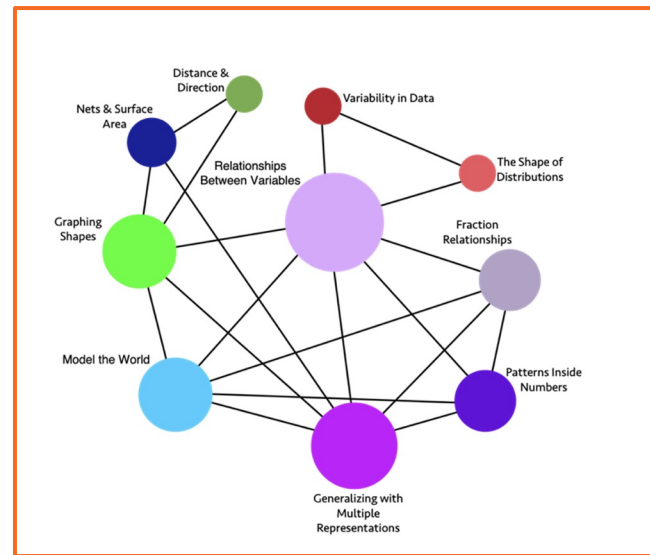 Distance &
Direction
Variability in Data
Nets & Surface
Area
Relationships
Between Variables
The Shape of
Distributions
Graphing
Shapes
Fraction
Relationships
Model the World
Patterns Inside
Numbers
Generalizing with
Multiple
Representations